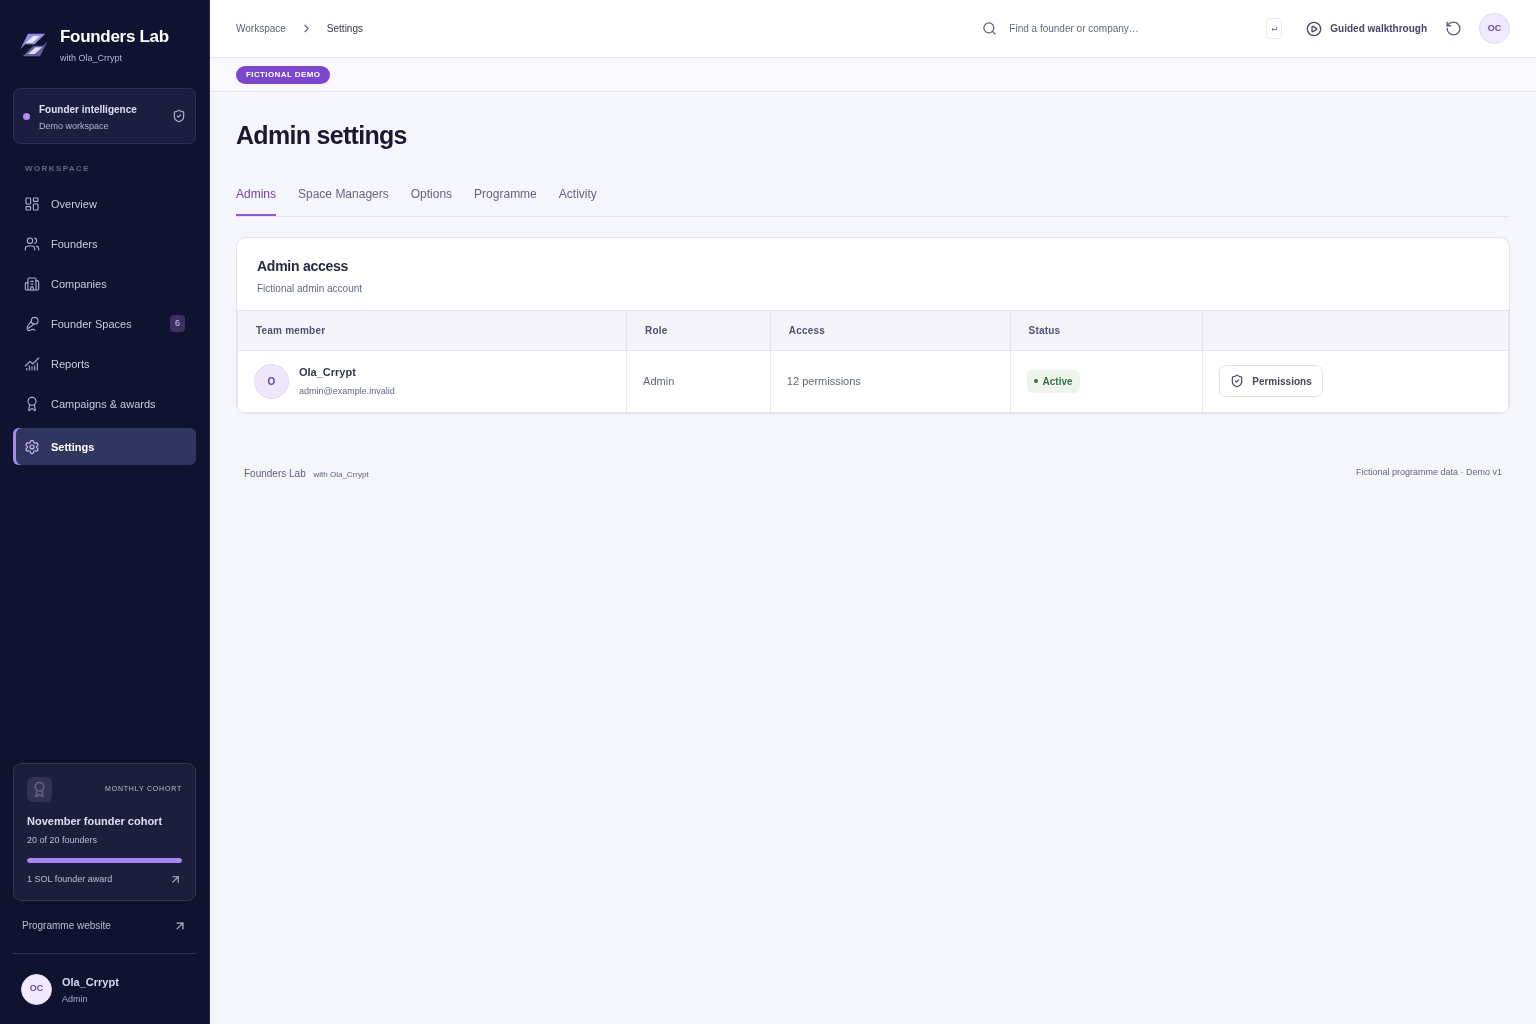 Founders Lab
with Ola_Crrypt
Founder intelligence
Demo workspace
WORKSPACE
Overview
Founders
Companies
Founder Spaces 6
Reports
Campaigns & awards
Settings
MONTHLY COHORT
November founder cohort
20 of 20 founders
1 SOL founder award
Programme website
OC
Ola_Crrypt
Admin
Workspace Settings
Find a founder or company…
↵
Guided walkthrough
OC
FICTIONAL DEMO
Admin settings
Admins Space Managers Options Programme Activity
Admin access
Fictional admin account
Team member Role Access Status
O
Ola_Crrypt
admin@example.invalid
Admin
12 permissions
Active
Permissions
Founders Lab with Ola_Crrypt
Fictional programme data · Demo v1